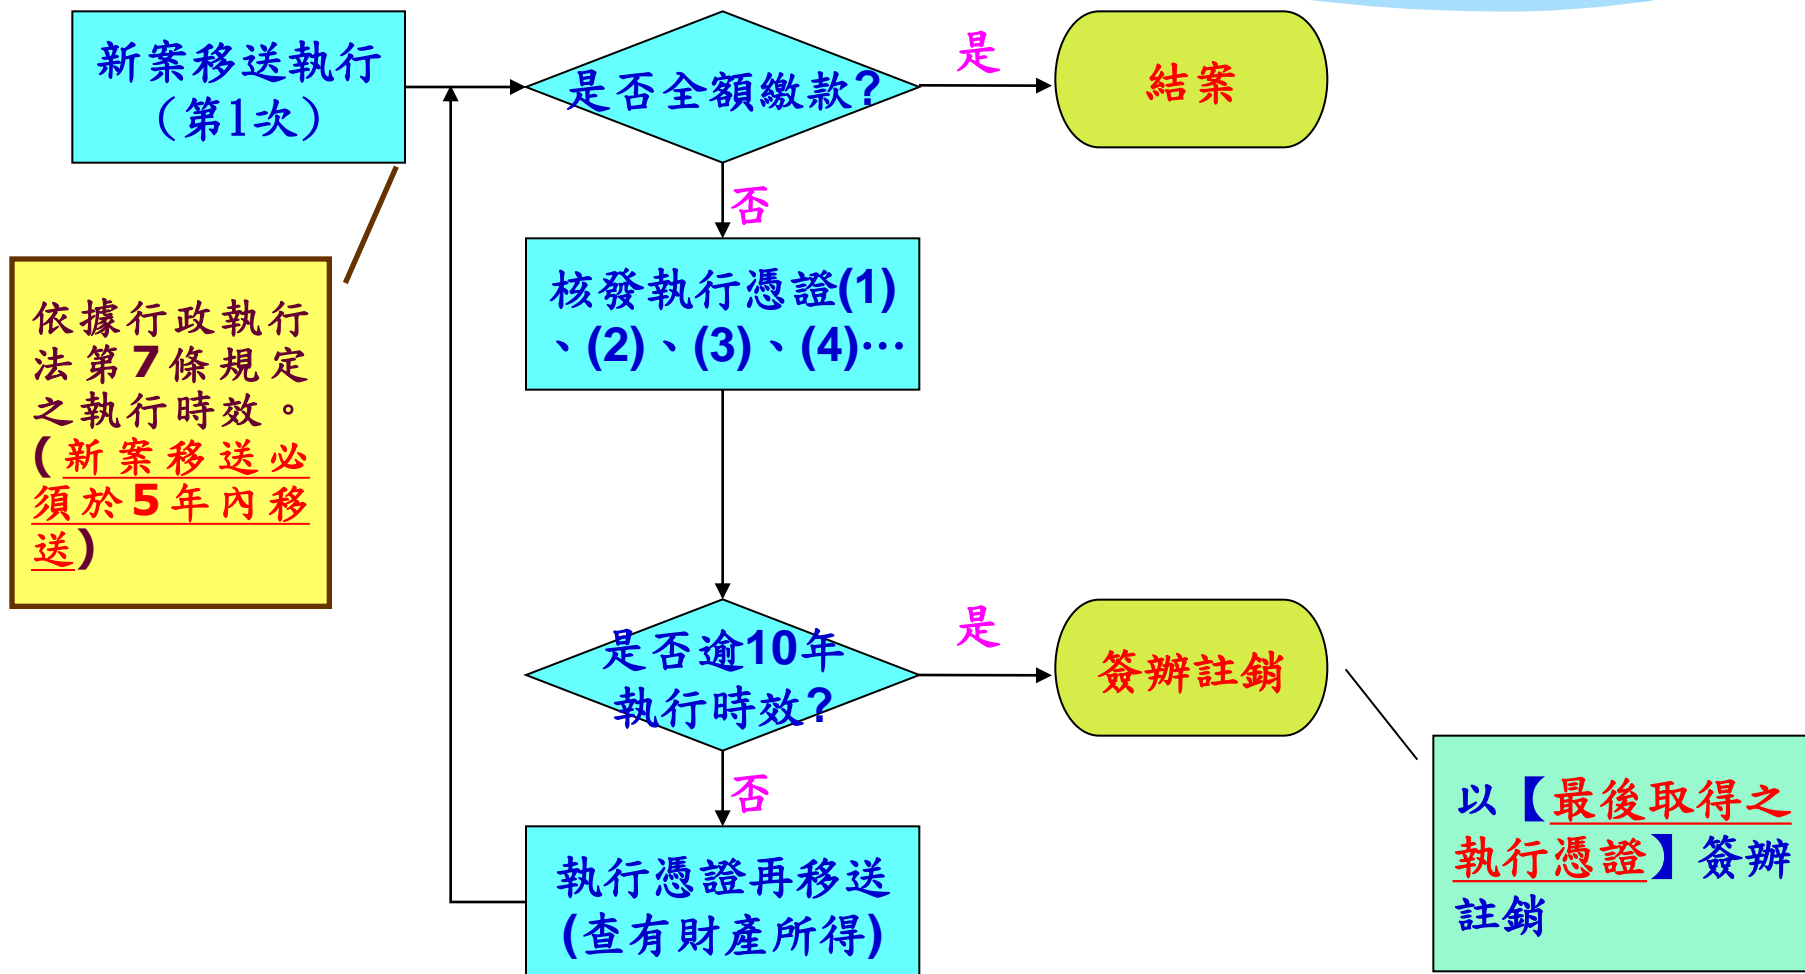 新案移送執行
(第1次)
是否全額繳款?
是
結案
否
核發執行憑證(1)
、(2)、(3)、(4)…
依據行政執行
法第7條規定
之執行時效。
(新案移送必
須於5年內移
送)
是否逾10年
執行時效?
是
簽辦註銷
否
執行憑證再移送
(查有財產所得)
以【最後取得之
執行憑證】簽辦
註銷